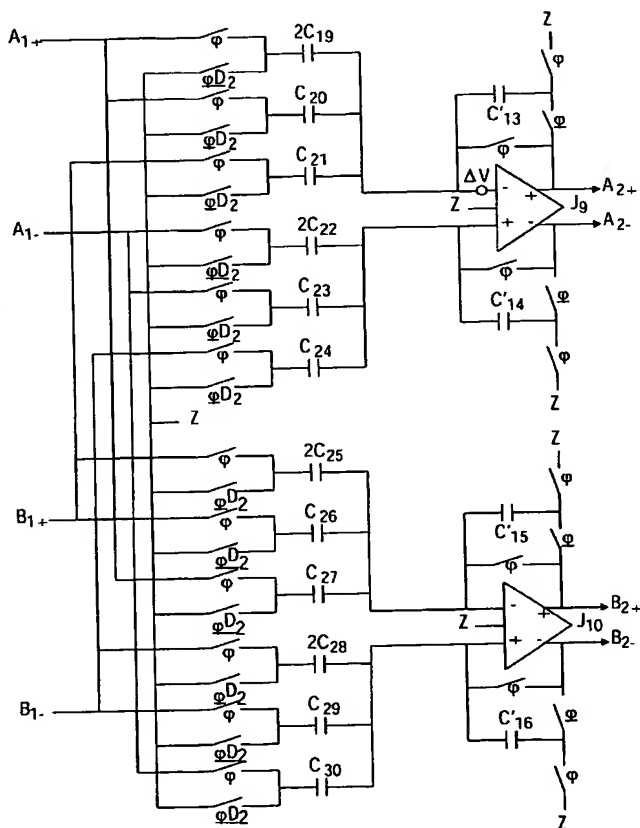 A1+ φ 2C19 Z
φD2 φ
φ C20 C'13
φD2 φ
φ C21 φ
φD2 ΔV - + A2+
A1- φ 2C22 Z J9
φD2 + - A2-
φ C23 φ
φD2 C'14 φ
φ C24
φD2 φ
Z Z
Z
φ 2C25 φ
φD2
B1+ φ C26 C'15 φ
φD2
φ C27 φ
φD2 - + B2+
φ 2C28 Z J10
φD2 + - B2-
B1- φ C29 φ
φD2 C'16 φ
φ C30 φ
φD2 Z